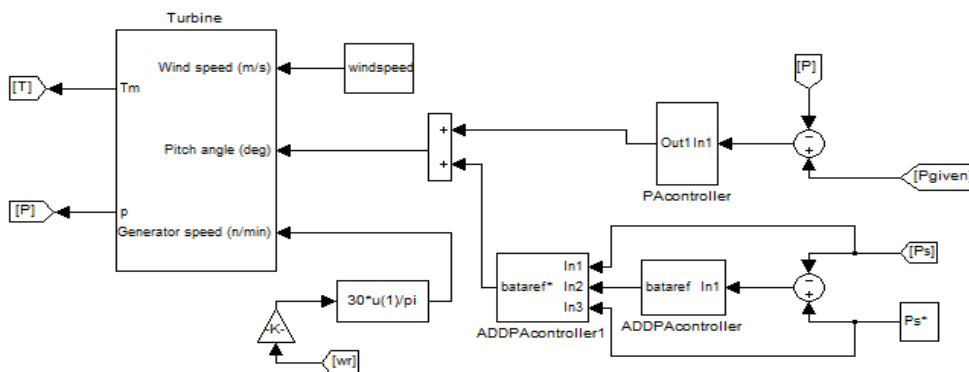 Turbine
Wind speed (m/s)
windspeed
[P]
[T]
Tm
+
Pitch angle (deg)
+
Out1 In1
−
+
PAcontroller
[Pgiven]
[P]
p
Generator speed (n/min)
[Ps]
In1
bataref* In2
In3
bataref In1
−
+
30*u(1)/pi
ADDPAcontroller1
ADDPAcontroller
Ps*
-K-
[wr]